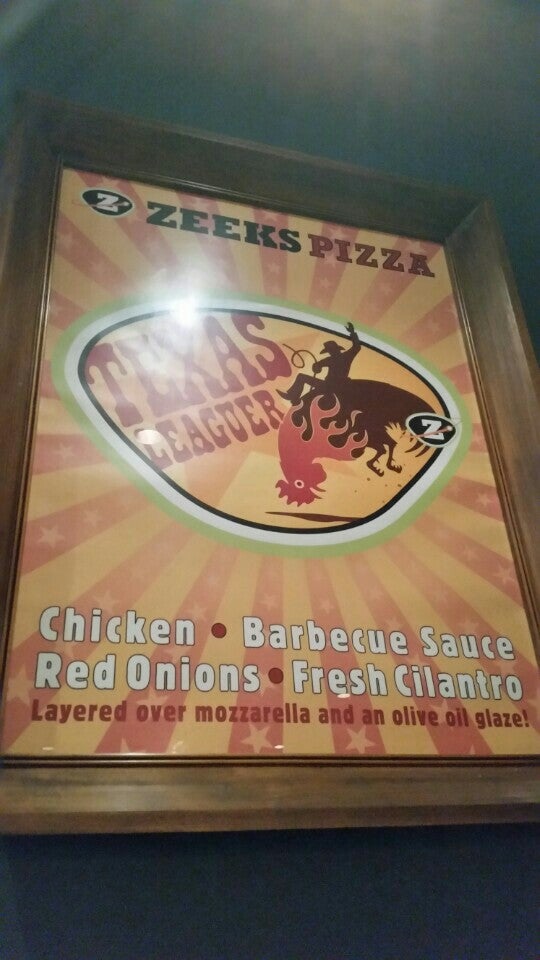 Z ZEEKS PIZZA
TEXAS
LEAGUER
Z
Chicken • Barbecue Sauce
Red Onions • Fresh Cilantro
Layered over mozzarella and an olive oil glaze!